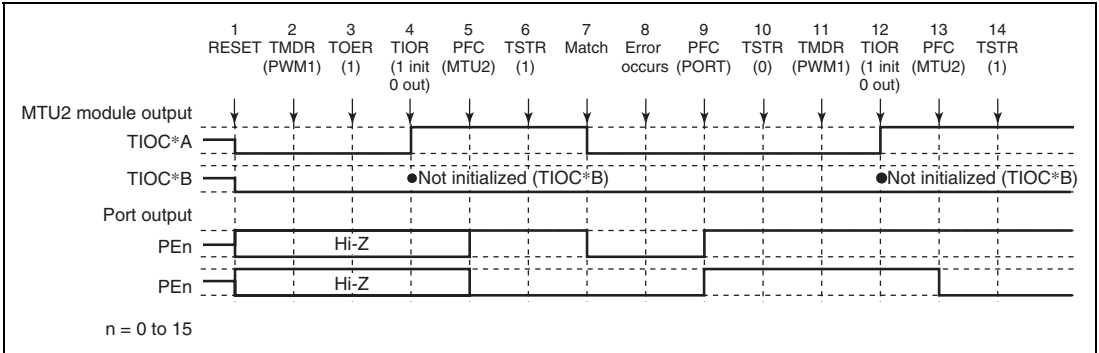 1 2 3 4 5 6 7 8 9 10 11 12 13 14
RESET TMDR TOER TIOR PFC TSTR Match Error PFC TSTR TMDR TIOR PFC TSTR
(PWM1) (1) (1 init (MTU2) (1) occurs (PORT) (0) (PWM1) (1 init (MTU2) (1)
0 out) 0 out)
MTU2 module output
TIOC*A
TIOC*B ●Not initialized (TIOC*B) ●Not initialized (TIOC*B)
Port output
PEn Hi-Z
PEn Hi-Z
n = 0 to 15